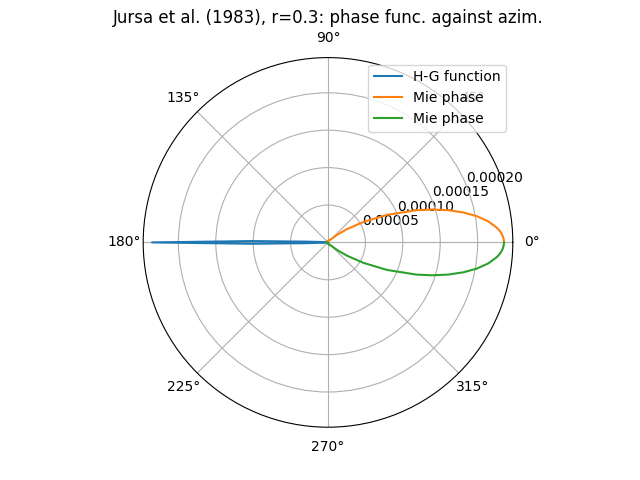 Jursa et al. (1983), r=0.3: phase func. against azim.
90°
H-G function
Mie phase
Mie phase
135°
0.00020
0.00015
0.00010
0.00005
180°
0°
225°
315°
270°